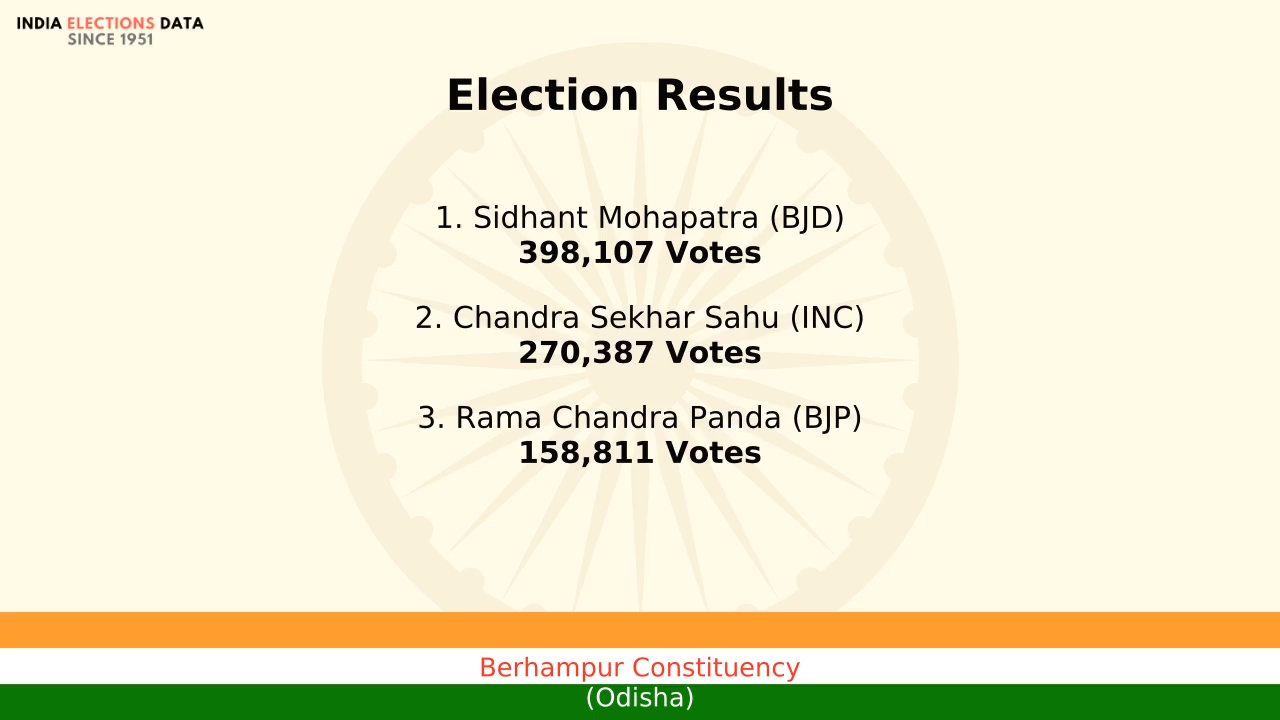 INDIA ELECTIONS DATA
SINCE 1951
Election Results
1. Sidhant Mohapatra (BJD)
398,107 Votes
2. Chandra Sekhar Sahu (INC)
270,387 Votes
3. Rama Chandra Panda (BJP)
158,811 Votes
Berhampur Constituency
(Odisha)